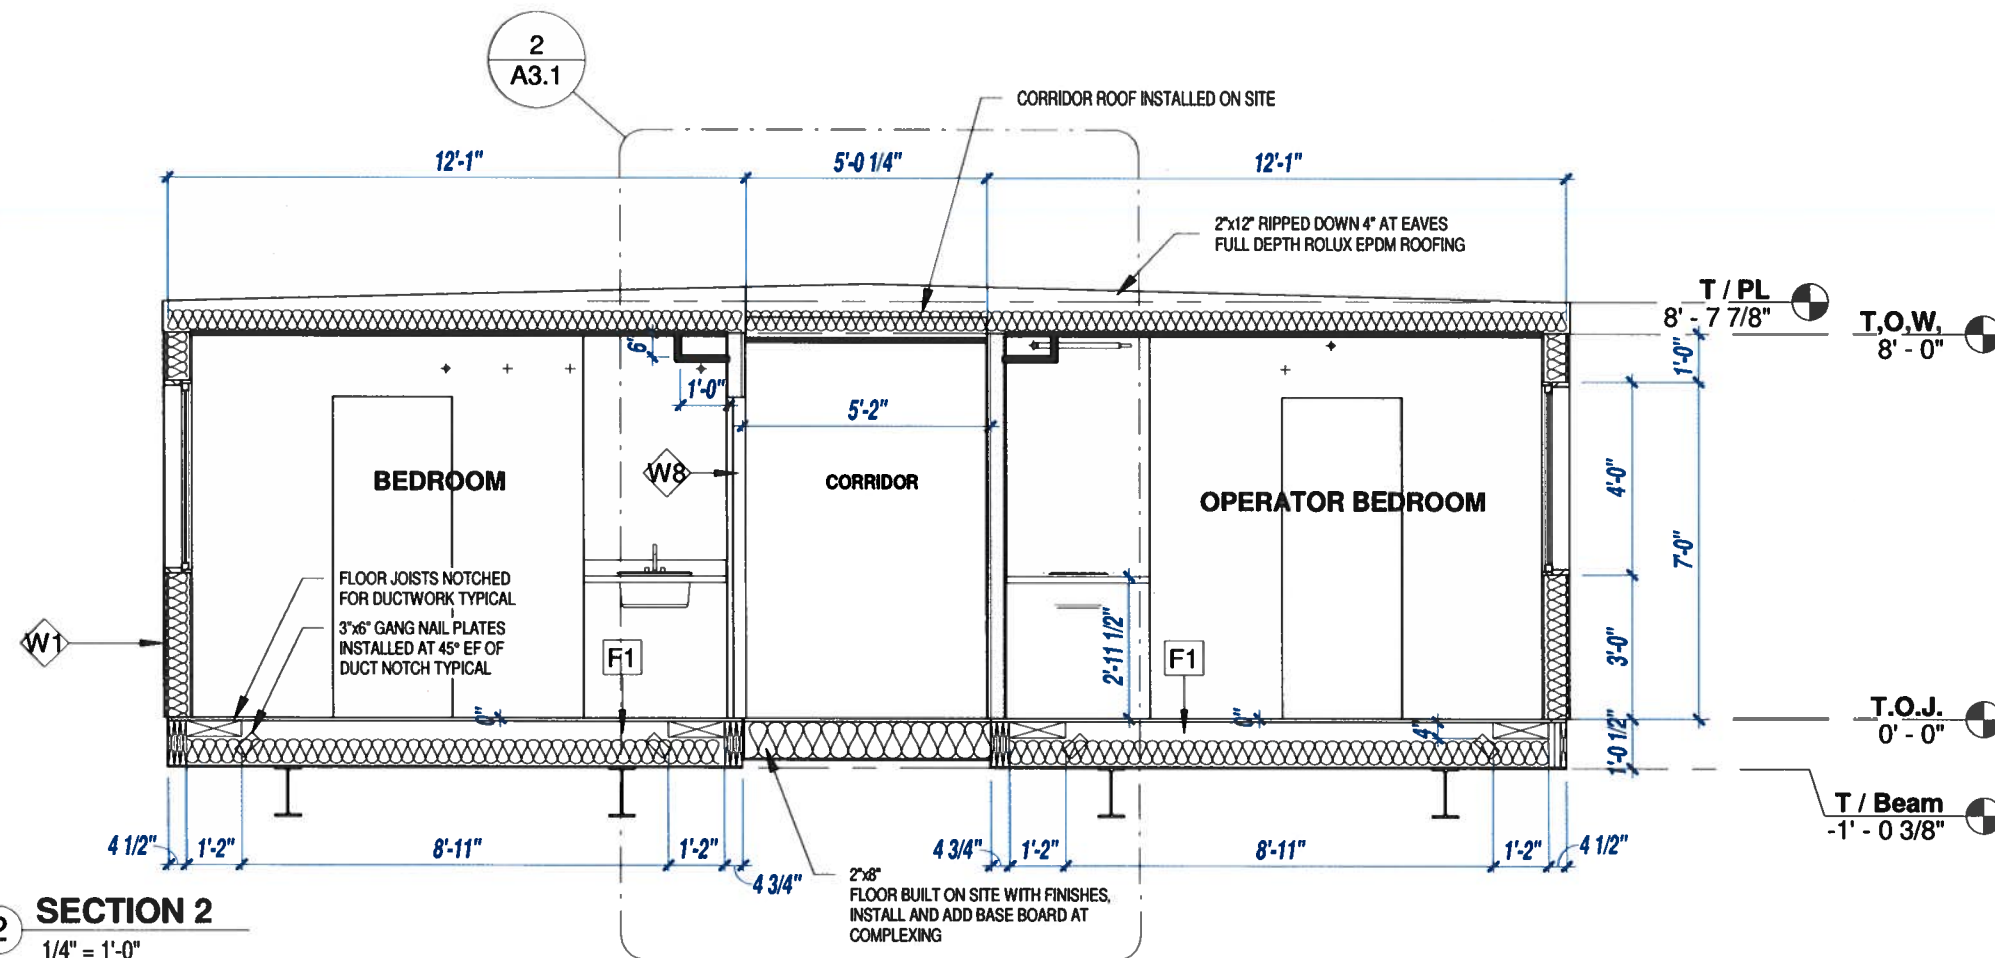 2
A3.1
CORRIDOR ROOF INSTALLED ON SITE
12'-1"
5'-0 1/4"
12'-1"
2"x12" RIPPED DOWN 4" AT EAVES
FULL DEPTH ROLUX EPDM ROOFING
T / PL
8' - 7 7/8"
T,O,W,
8' - 0"
6"
1'-0"
1'-0"
5'-2"
BEDROOM
W8
CORRIDOR
OPERATOR BEDROOM
4'-0"
7'-0"
FLOOR JOISTS NOTCHED
FOR DUCTWORK TYPICAL
3"x6" GANG NAIL PLATES
INSTALLED AT 45° EF OF
DUCT NOTCH TYPICAL
W1
F1
2'-11 1/2"
F1
3'-0"
0"
0"
4"
T.O.J.
0' - 0"
1'-0 1/2"
T / Beam
-1' - 0 3/8"
4 1/2"
1'-2"
8'-11"
1'-2"
4 3/4"
4 3/4"
1'-2"
8'-11"
1'-2"
4 1/2"
2"x8"
FLOOR BUILT ON SITE WITH FINISHES,
INSTALL AND ADD BASE BOARD AT
COMPLEXING
2
SECTION 2
1/4" = 1'-0"